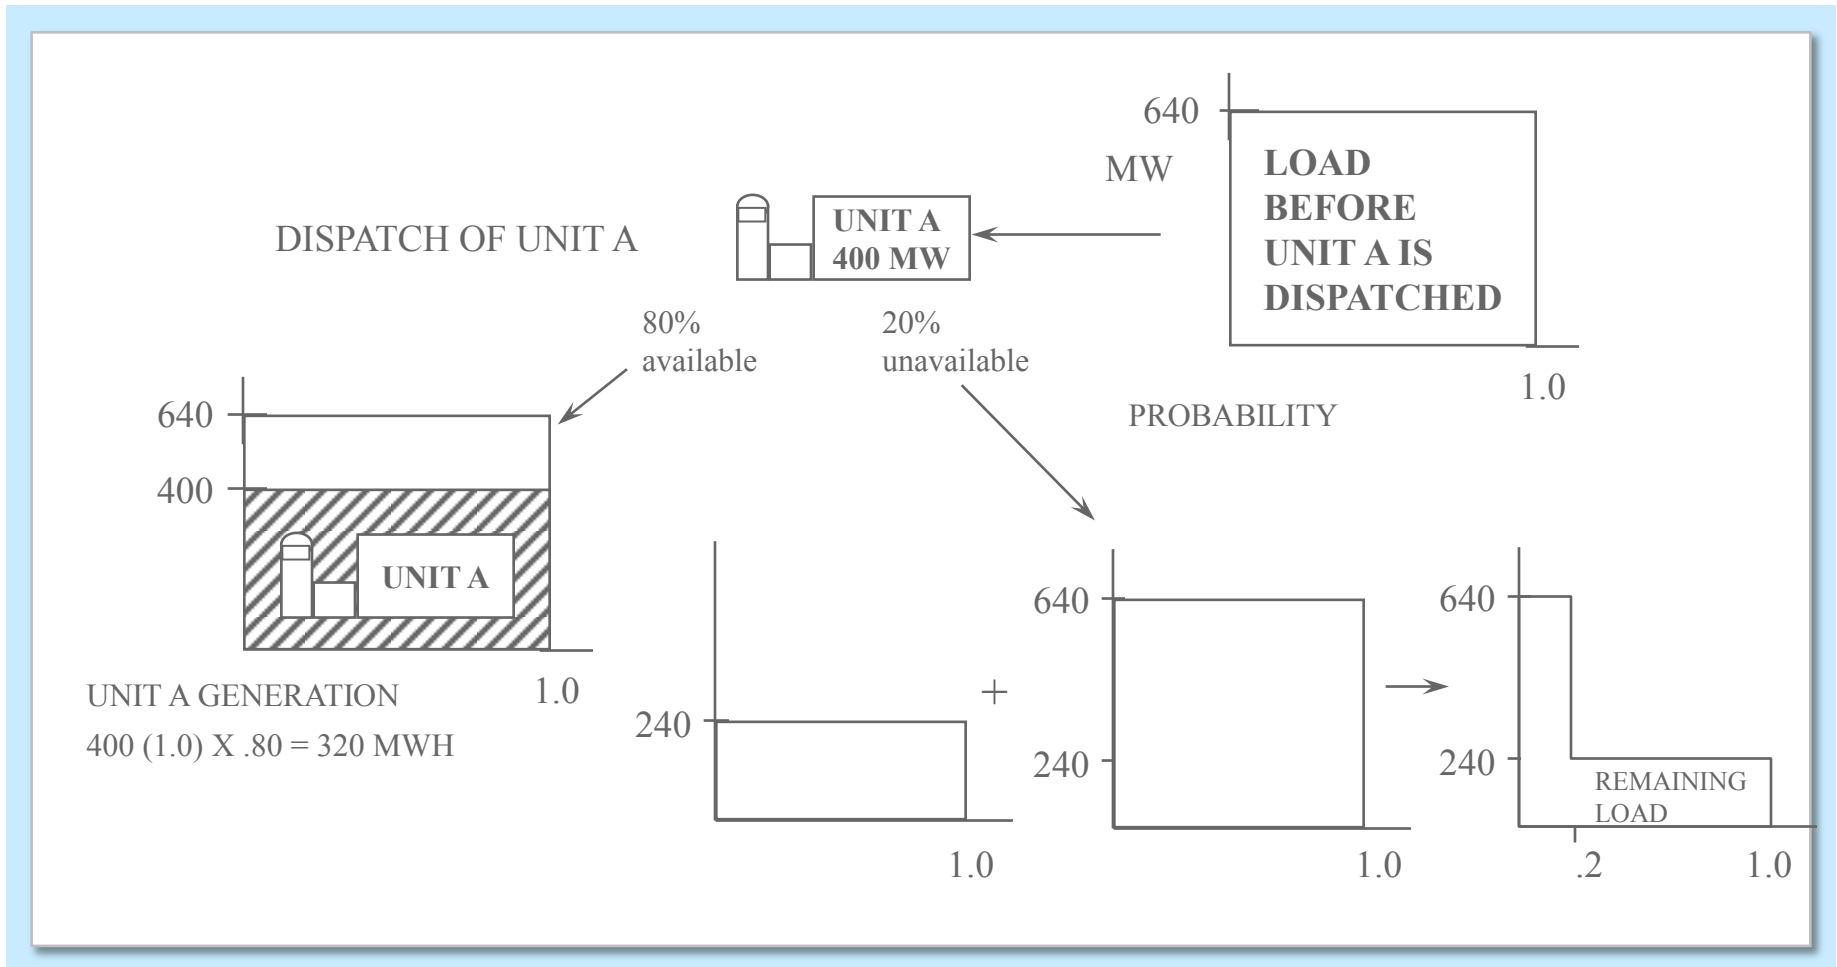 640
MW
LOAD
BEFORE
UNIT A IS
DISPATCHED
1.0
PROBABILITY
DISPATCH OF UNIT A
UNIT A
400 MW
80%
available
20%
unavailable
640
400
UNIT A
1.0
UNIT A GENERATION
400 (1.0) X .80 = 320 MWH
240
1.0
+
640
240
1.0
640
240
REMAINING
LOAD
.2
1.0